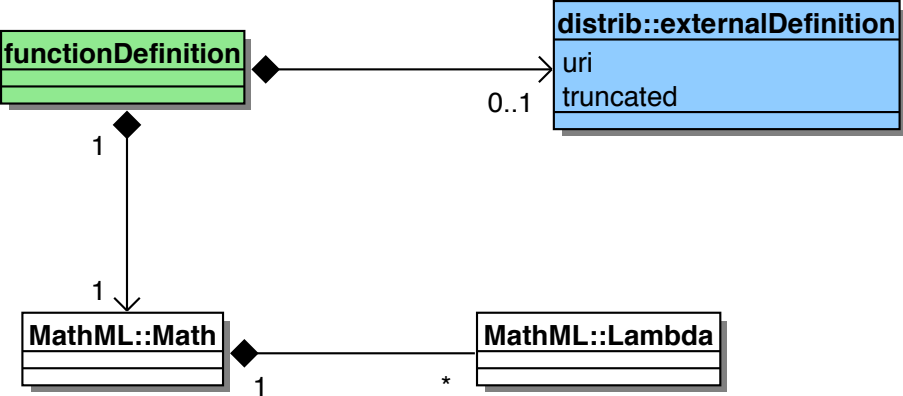 functionDefinition
distrib::externalDefinition
uri
truncated
0..1
1
1
MathML::Math
MathML::Lambda
1
*